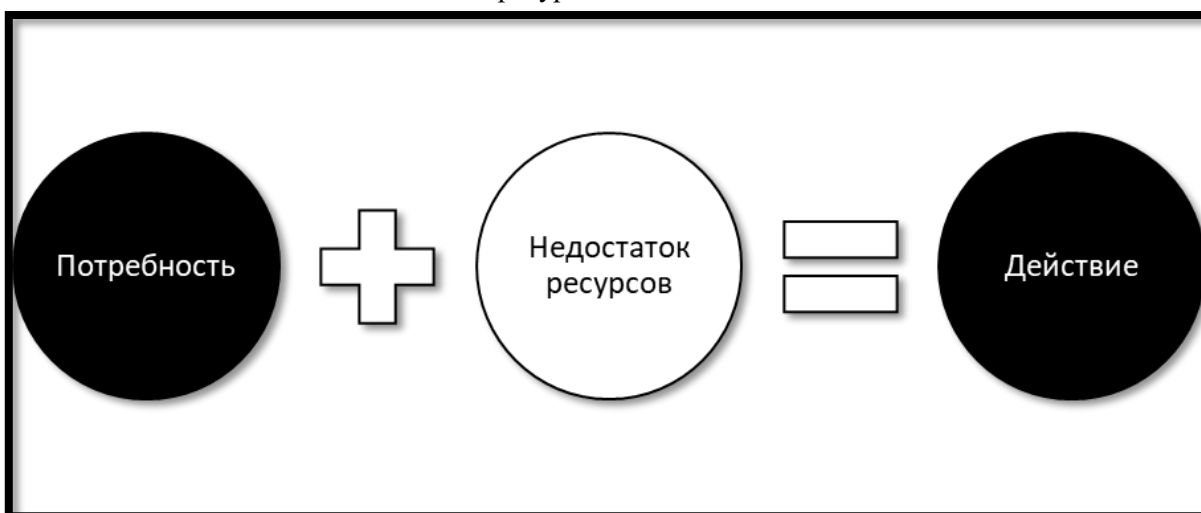 Потребность
Недостаток
ресурсов
Действие